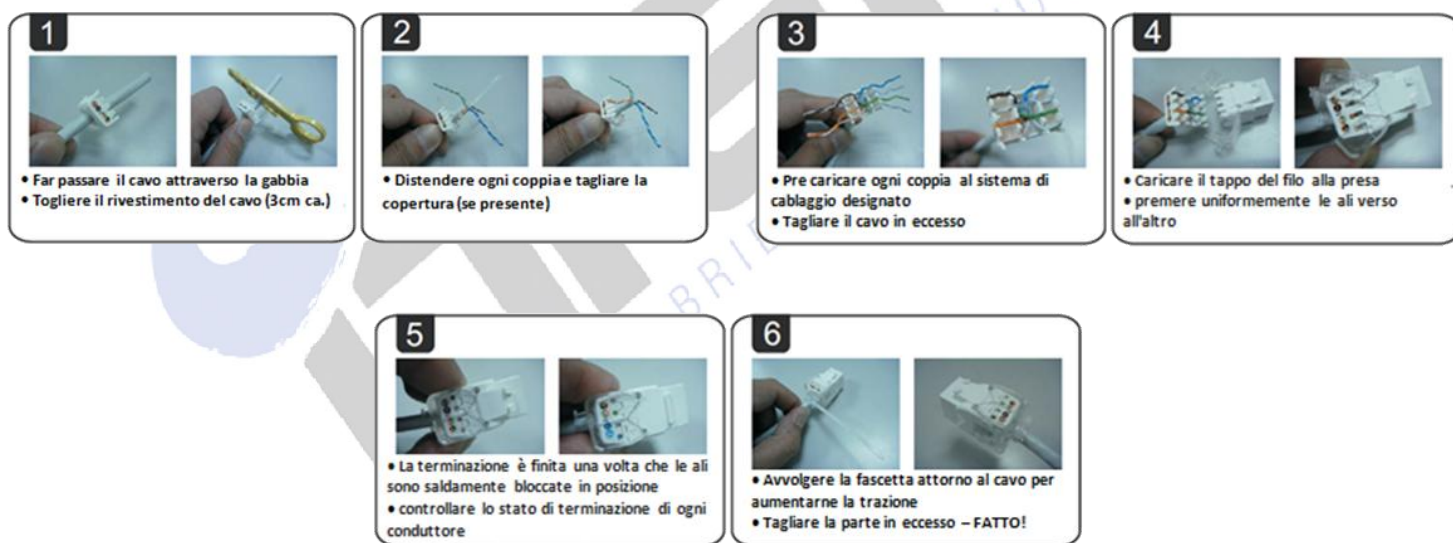 1
• Far passare il cavo attraverso la gabbia
• Togliere il rivestimento del cavo (3cm ca.)
2
• Distendere ogni coppia e tagliare la
copertura (se presente)
3
• Pre caricare ogni coppia al sistema di
cablaggio designato
• Tagliare il cavo in eccesso
4
• Caricare il tappo del filo alla presa
• premere uniformemente le ali verso
all'altro
5
• La terminazione è finita una volta che le ali
sono saldamente bloccate in posizione
• controllare lo stato di terminazione di ogni
conduttore
6
• Avvolgere la fascetta attorno al cavo per
aumentarne la trazione
• Tagliare la parte in eccesso – FATTO!